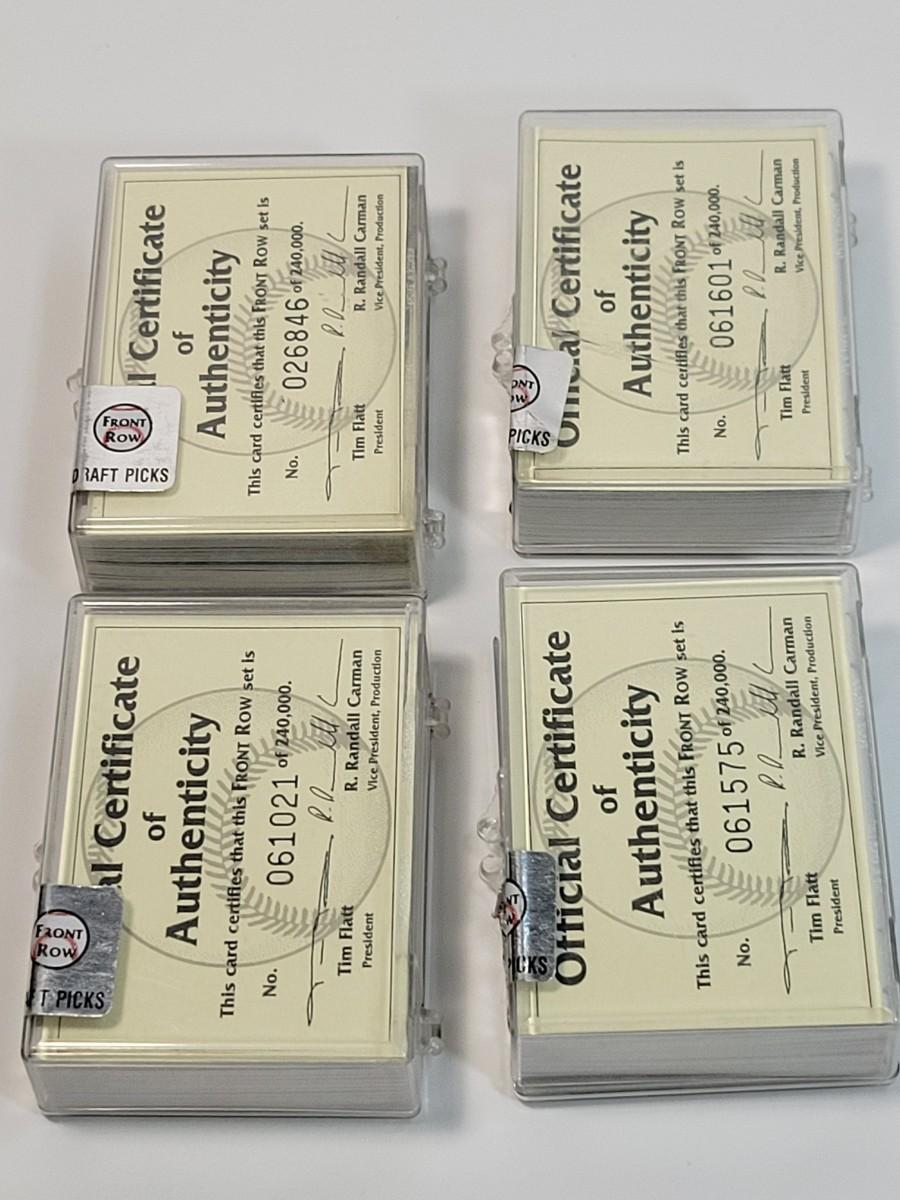 l Certificate
of
Authenticity
This card certifies that this FRONT ROW set is
No. 026846 of 240,000.
Tim Flatt
President
R. Randall Carman
Vice President, Production
FRONT
ROW
DRAFT PICKS
Official Certificate
of
Authenticity
This card certifies that this FRONT ROW set is
No. 061601 of 240,000.
Tim Flatt
President
R. Randall Carman
Vice President, Production
ONT
OW
PICKS
al Certificate
of
Authenticity
This card certifies that this FRONT ROW set is
No. 061021 of 240,000.
Tim Flatt
President
R. Randall Carman
Vice President, Production
FRONT
ROW
T PICKS
Official Certificate
of
Authenticity
This card certifies that this FRONT ROW set is
No. 061575 of 240,000.
Tim Flatt
President
R. Randall Carman
Vice President, Production
NT
PICKS